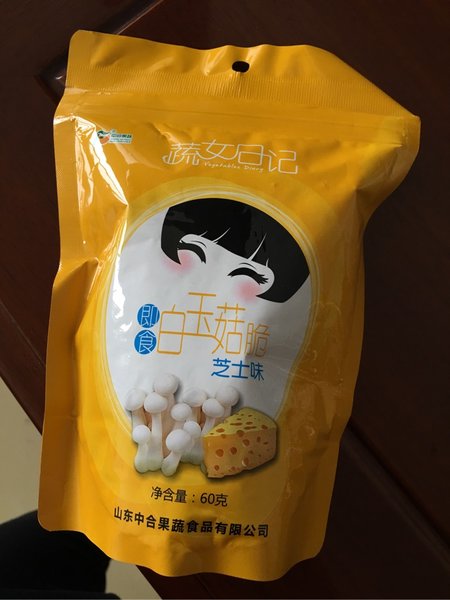 蔬女日记
Vegetables Diary
即食
白玉菇脆
芝士味
净含量：60克
山东中合果蔬食品有限公司